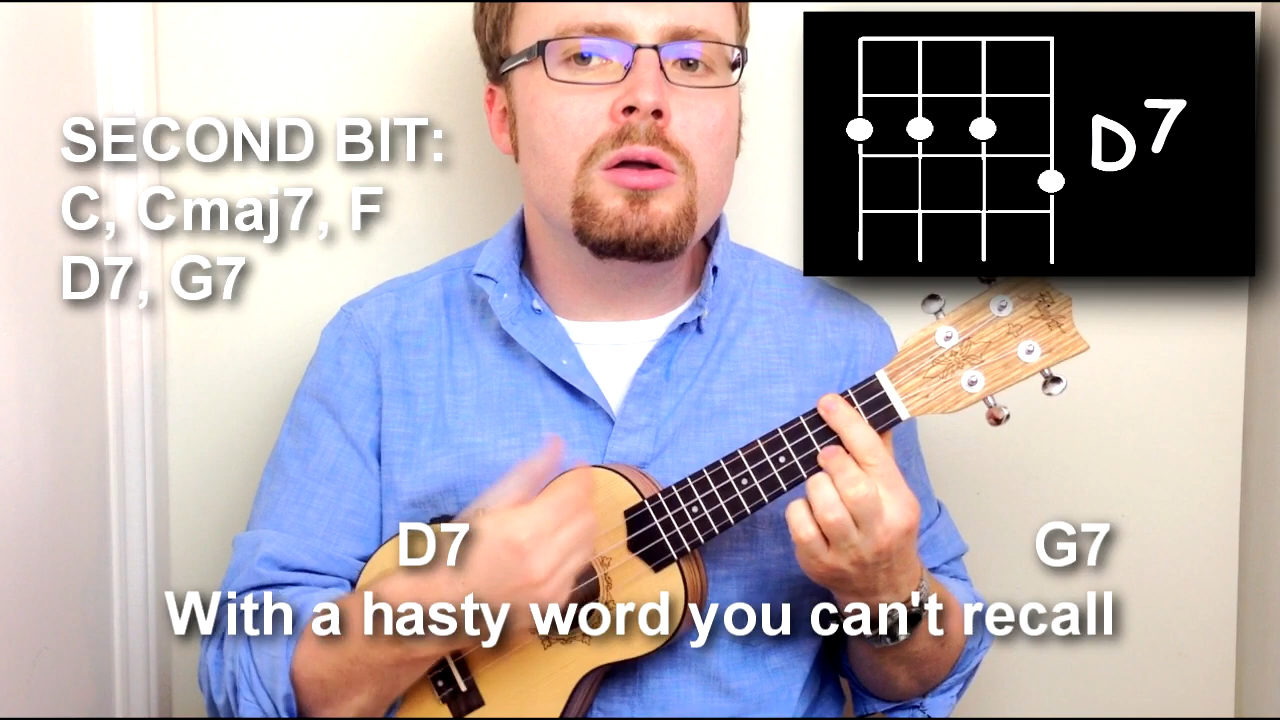 SECOND BIT:
C, Cmaj7, F
D7, G7
D7
D7 G7
With a hasty word you can't recall